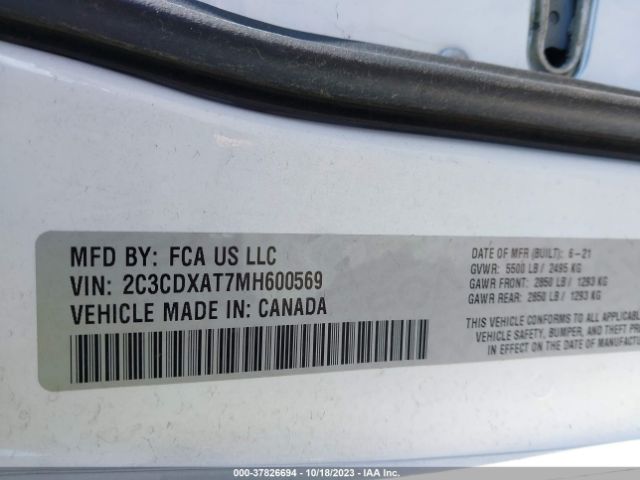 MFD BY: FCA US LLC
VIN: 2C3CDXAT7MH600569
VEHICLE MADE IN: CANADA
DATE OF MFR (BUILT): 6-21
GVWR: 5500 LB / 2495 KG
GAWR FRONT: 2850 LB / 1293 KG
GAWR REAR: 2850 LB / 1293 KG
THIS VEHICLE CONFORMS TO ALL APPLICABL
VEHICLE SAFETY, BUMPER, AND THEFT PR
IN EFFECT ON THE DATE OF MANUFACTU
000-37826694 - 10/18/2023 - IAA Inc.